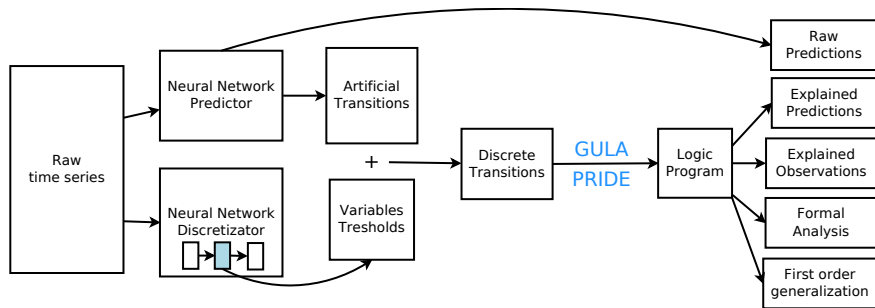 Raw
time series
Neural Network
Predictor
Artificial
Transitions
Neural Network
Discretizator
Variables
Tresholds
+
Discrete
Transitions
GULA
PRIDE
Logic
Program
Raw
Predictions
Explained
Predictions
Explained
Observations
Formal
Analysis
First order
generalization